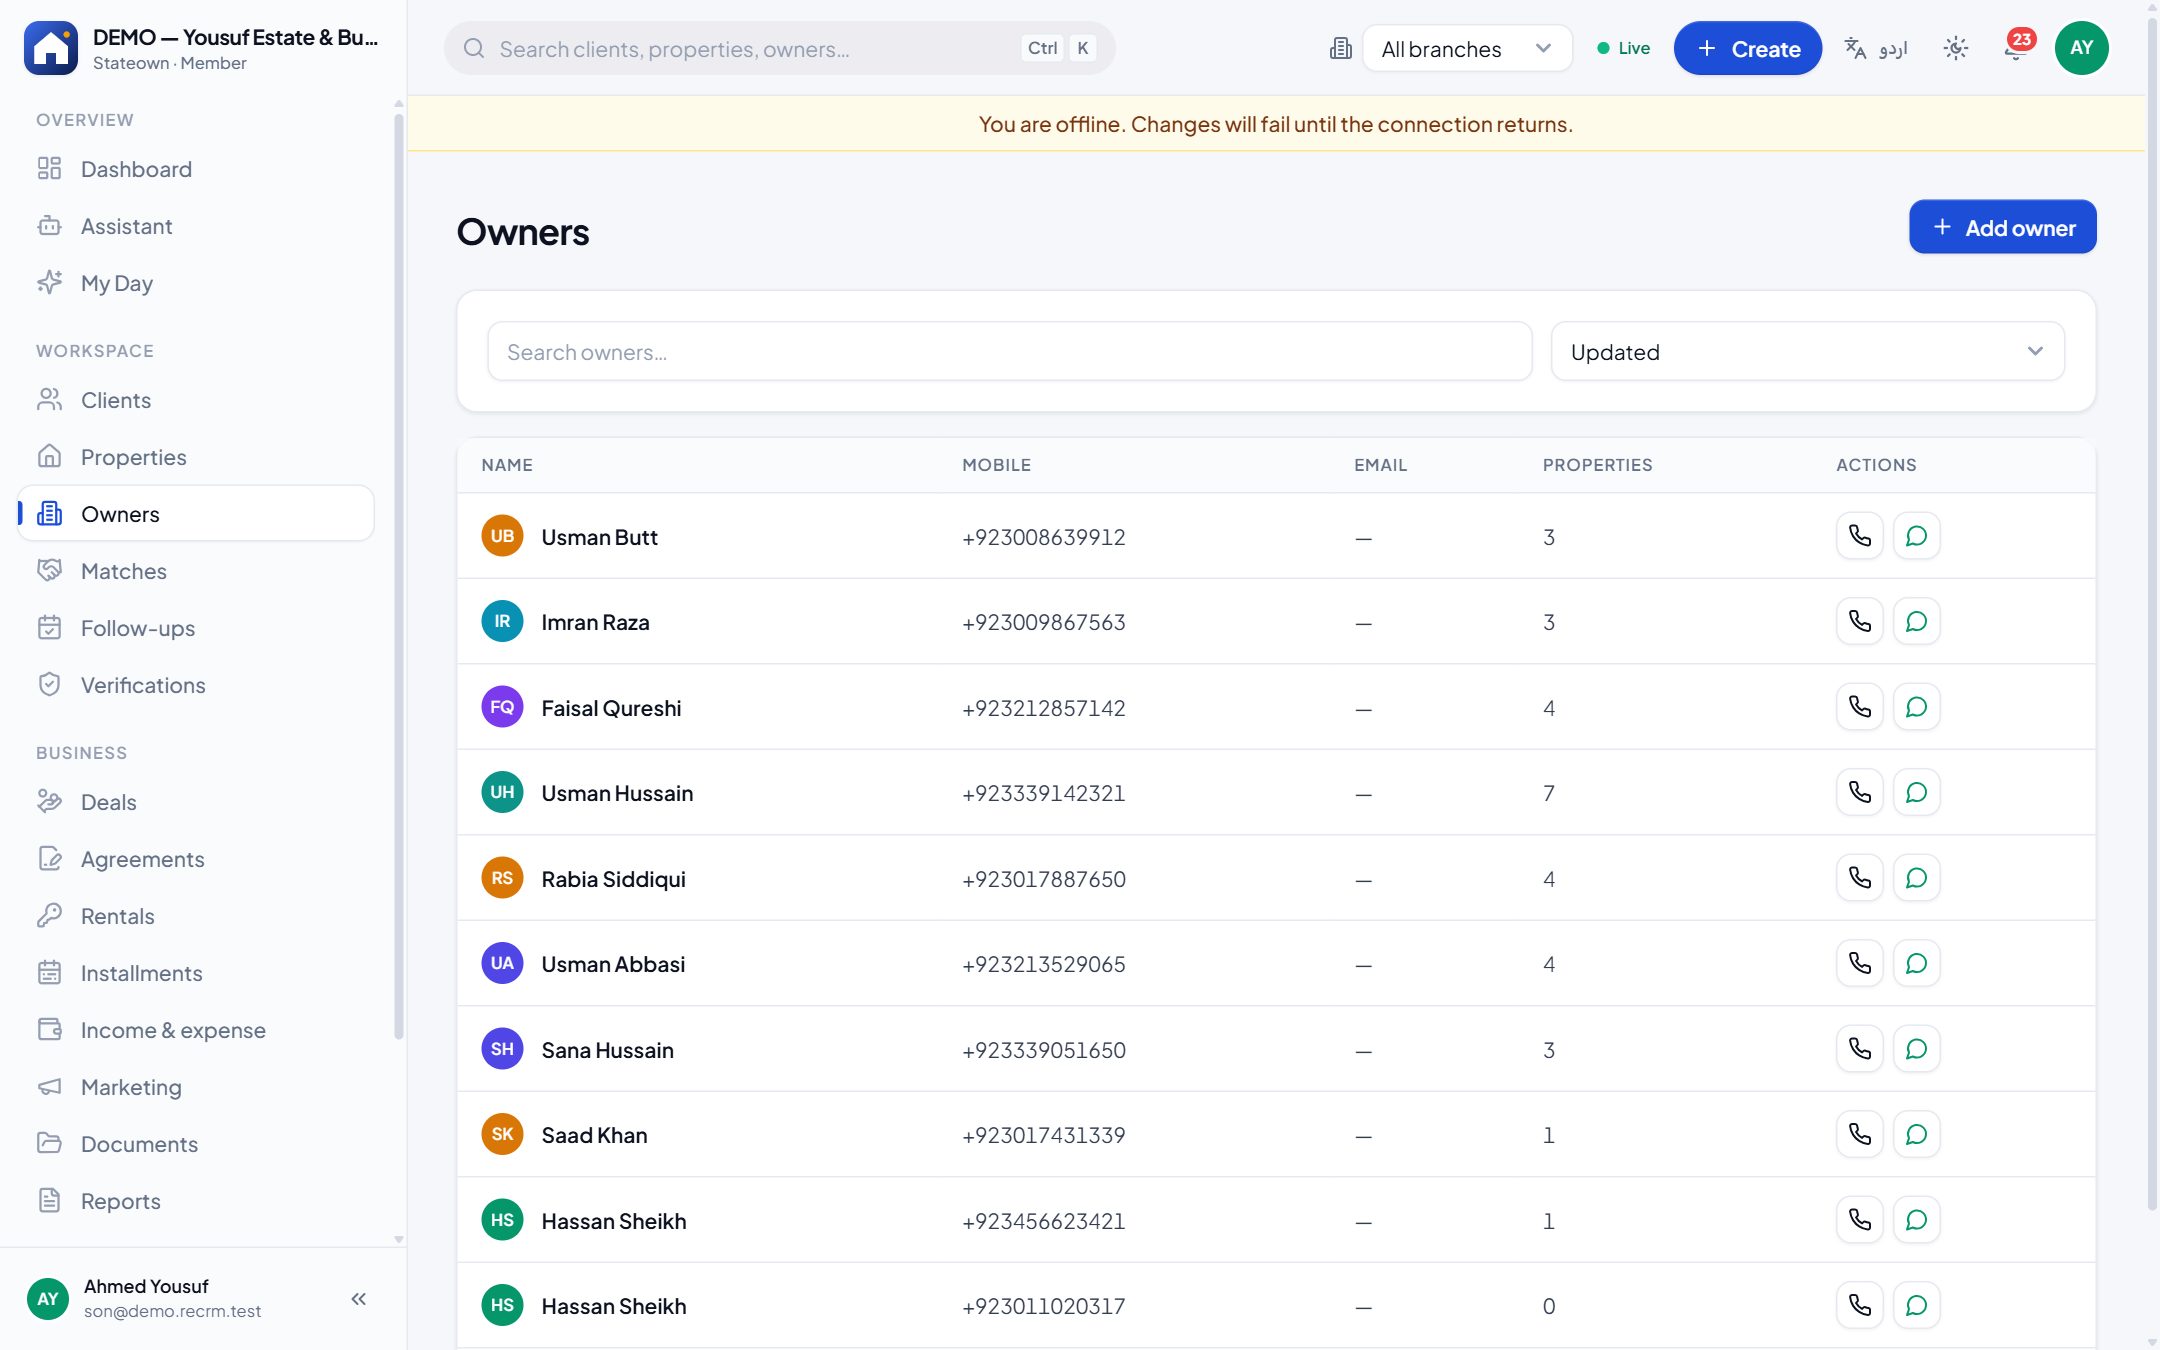 DEMO — Yousuf Estate & Bu...
Stateown · Member
Search clients, properties, owners...
Ctrl K
All branches
Live
+ Create
اردو
23
AY
You are offline. Changes will fail until the connection returns.
OVERVIEW
Dashboard
Assistant
My Day
WORKSPACE
Clients
Properties
Owners
Matches
Follow-ups
Verifications
BUSINESS
Deals
Agreements
Rentals
Installments
Income & expense
Marketing
Documents
Reports
AY
Ahmed Yousuf
son@demo.recrm.test
Owners
+ Add owner
Search owners...
Updated
NAME MOBILE EMAIL PROPERTIES ACTIONS
UB Usman Butt +923008639912 — 3
IR Imran Raza +923009867563 — 3
FQ Faisal Qureshi +923212857142 — 4
UH Usman Hussain +923339142321 — 7
RS Rabia Siddiqui +923017887650 — 4
UA Usman Abbasi +923213529065 — 4
SH Sana Hussain +923339051650 — 3
SK Saad Khan +923017431339 — 1
HS Hassan Sheikh +923456623421 — 1
HS Hassan Sheikh +923011020317 — 0